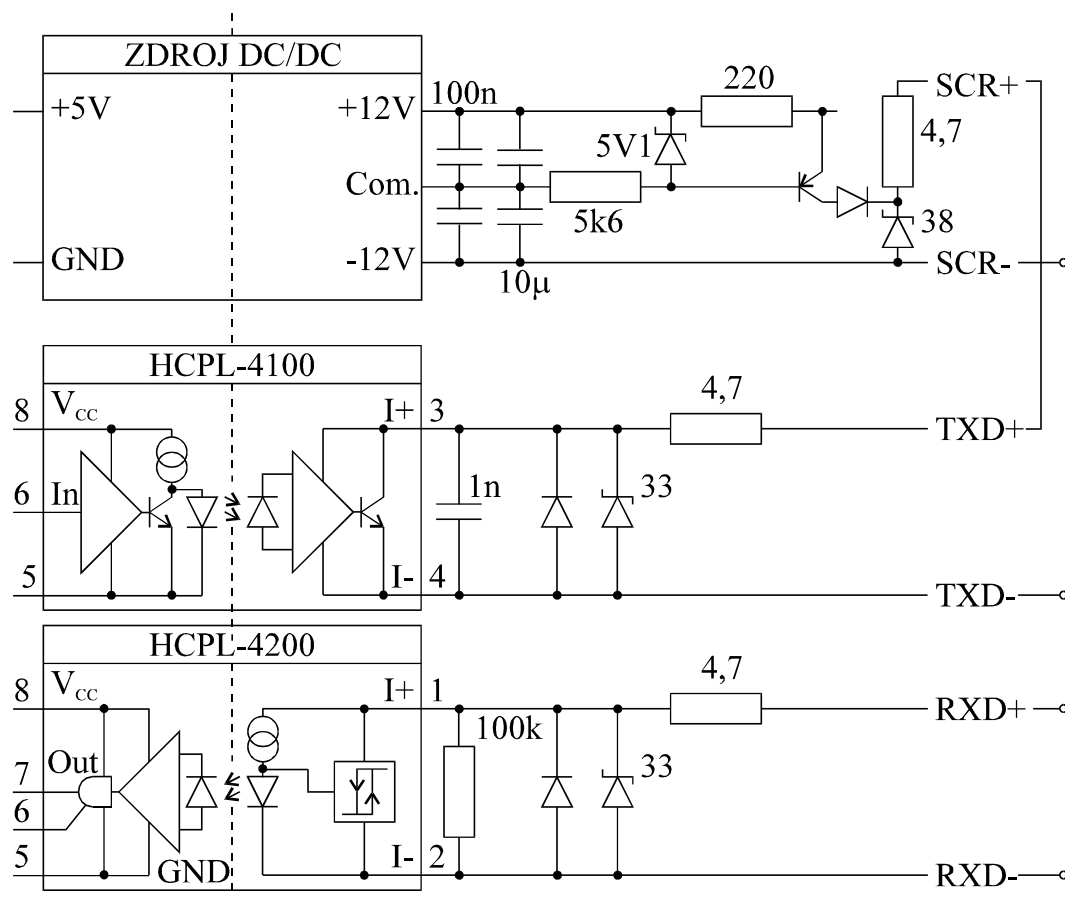 ZDROJ DC/DC
+5V
+12V
100n
220
SCR+
4,7
5V1
Com.
5k6
38
GND
-12V
10µ
SCR-
HCPL-4100
8
VCC
I+
3
4,7
TXD+
6
In
1n
33
5
I-
4
TXD-
HCPL-4200
8
VCC
I+
1
4,7
RXD+
100k
Out
7
33
6
5
GND
I-
2
RXD-